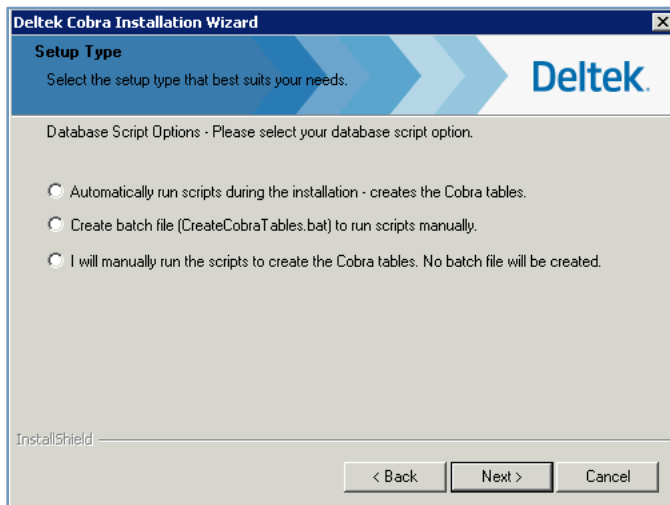 Deltek Cobra Installation Wizard
Setup Type
Select the setup type that best suits your needs.
Deltek.
Database Script Options - Please select your database script option.
Automatically run scripts during the installation - creates the Cobra tables.
Create batch file (CreateCobraTables.bat) to run scripts manually.
I will manually run the scripts to create the Cobra tables. No batch file will be created.
InstallShield
< Back
Next >
Cancel